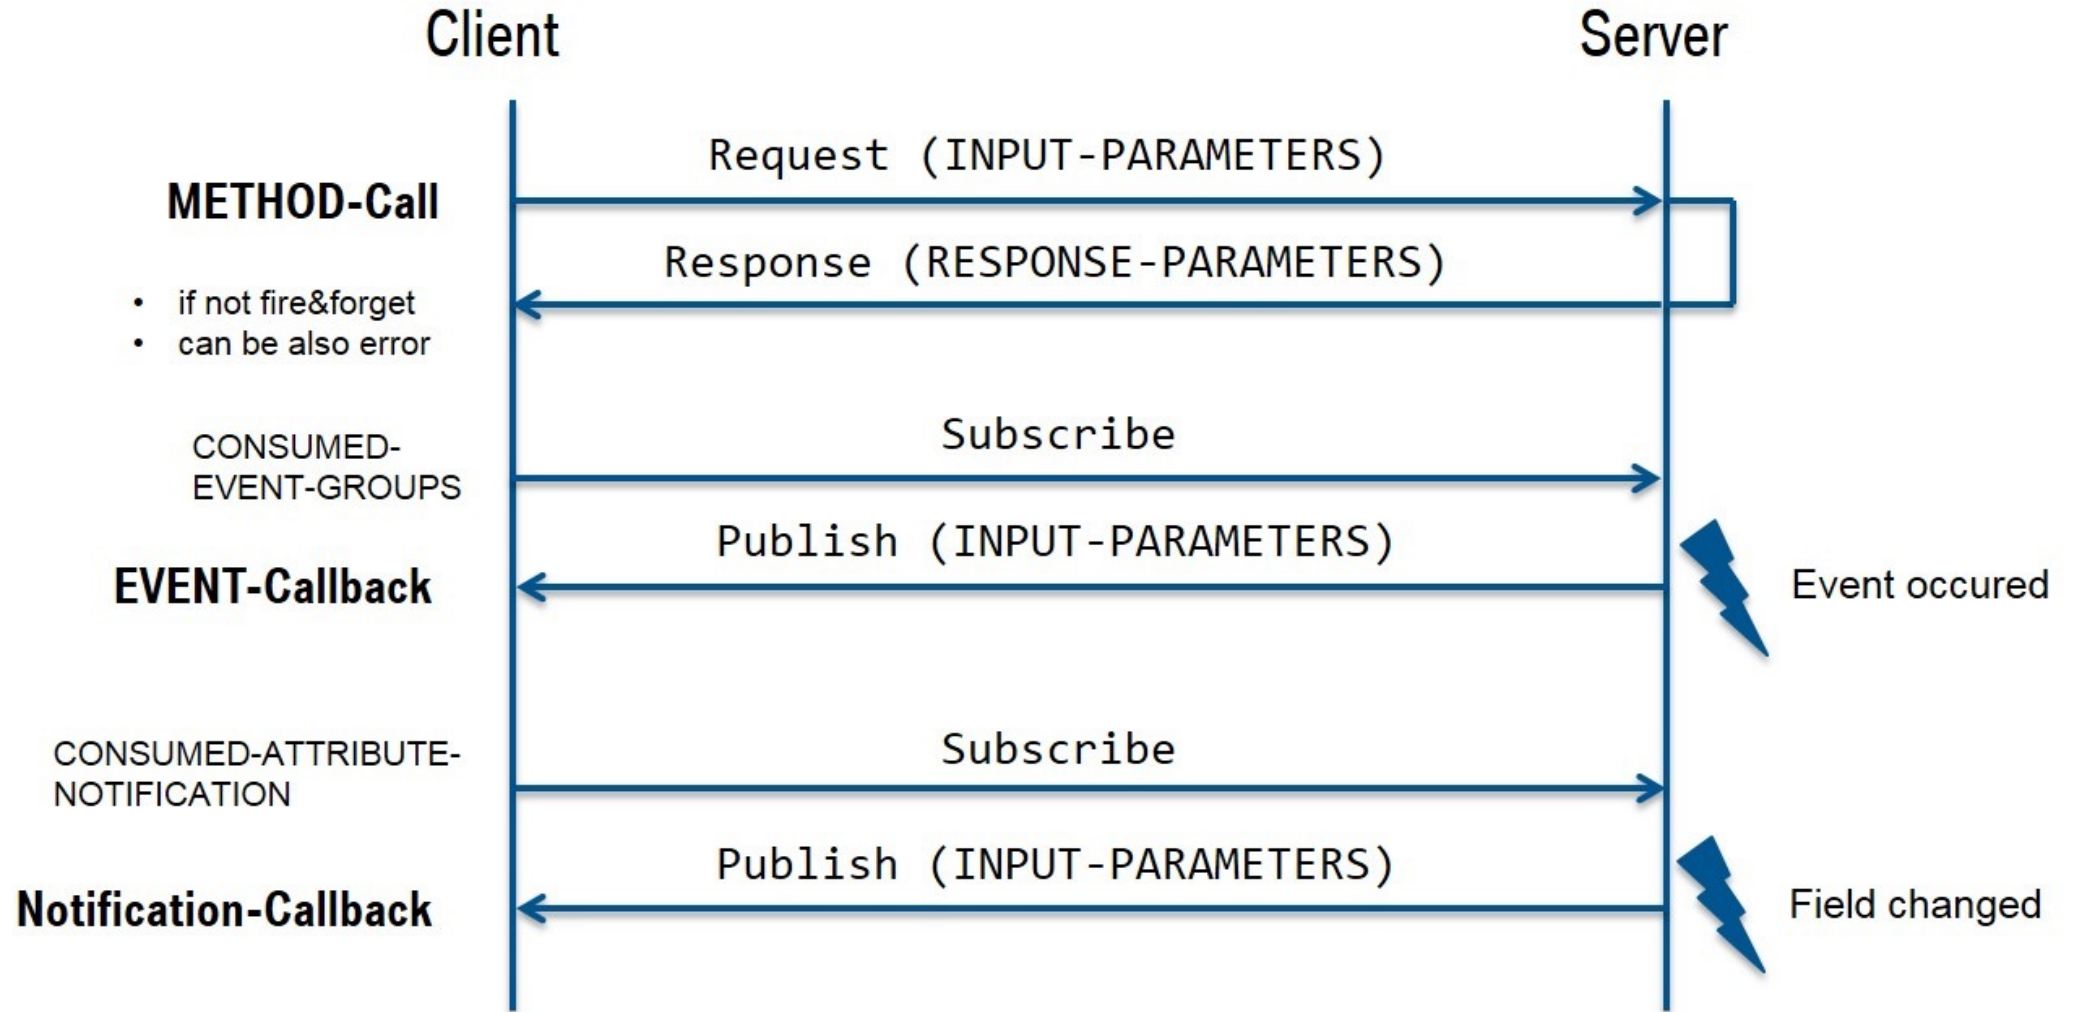 Client
Server
Request (INPUT-PARAMETERS)
METHOD-Call
Response (RESPONSE-PARAMETERS)
• if not fire&forget
• can be also error
Subscribe
CONSUMED-
EVENT-GROUPS
Publish (INPUT-PARAMETERS)
EVENT-Callback
Event occured
Subscribe
CONSUMED-ATTRIBUTE-
NOTIFICATION
Publish (INPUT-PARAMETERS)
Notification-Callback
Field changed